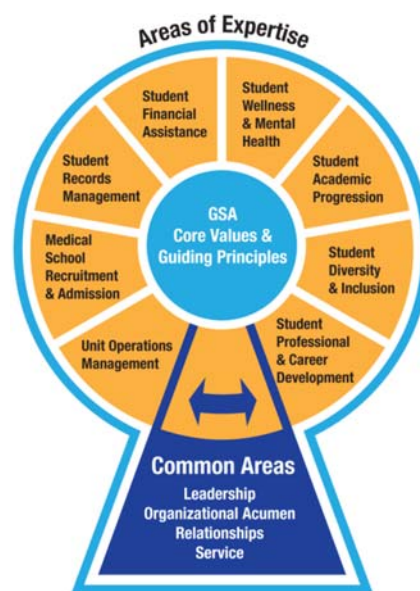 Areas of Expertise
Student
Financial
Assistance
Student
Wellness
& Mental
Health
Student
Records
Management
Student
Academic
Progression
GSA
Core Values &
Guiding Principles
Medical
School
Recruitment
& Admission
Student
Diversity
& Inclusion
Unit Operations
Management
Student
Professional
& Career
Development
Common Areas
Leadership
Organizational Acumen
Relationships
Service